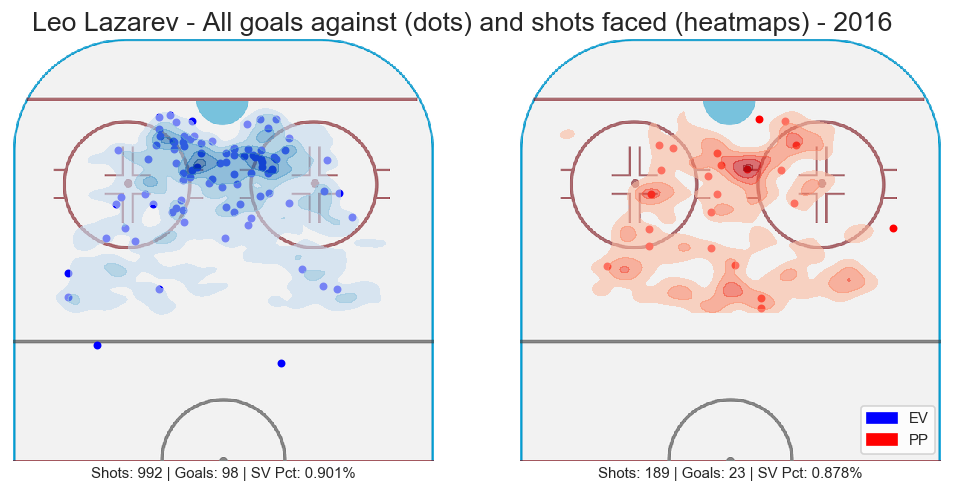 Leo Lazarev - All goals against (dots) and shots faced (heatmaps) - 2016
EV
PP
Shots: 992 | Goals: 98 | SV Pct: 0.901%
Shots: 189 | Goals: 23 | SV Pct: 0.878%